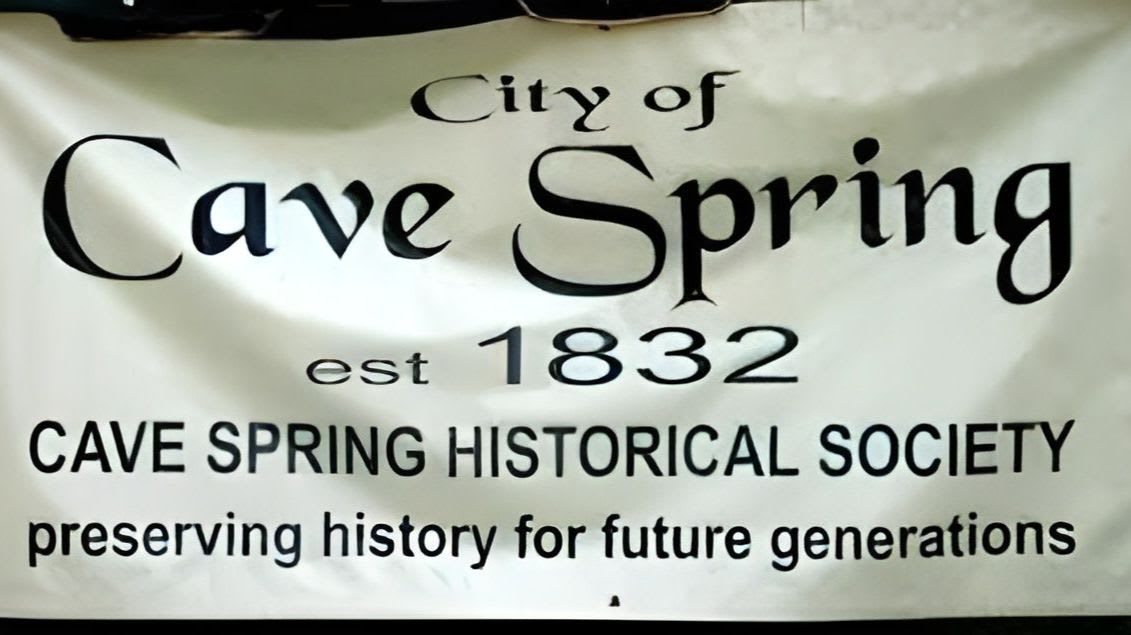 City of
Cave Spring
est 1832
CAVE SPRING HISTORICAL SOCIETY
preserving history for future generations